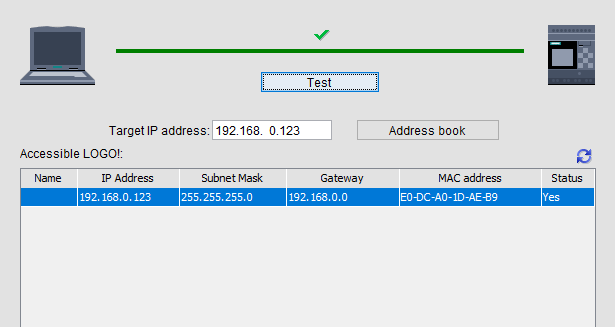 Test
Target IP address: 192.168. 0.123 Address book
Accessible LOGO!:
Name IP Address Subnet Mask Gateway MAC address Status
192.168.0.123 255.255.255.0 192.168.0.0 E0-DC-A0-1D-AE-B9 Yes